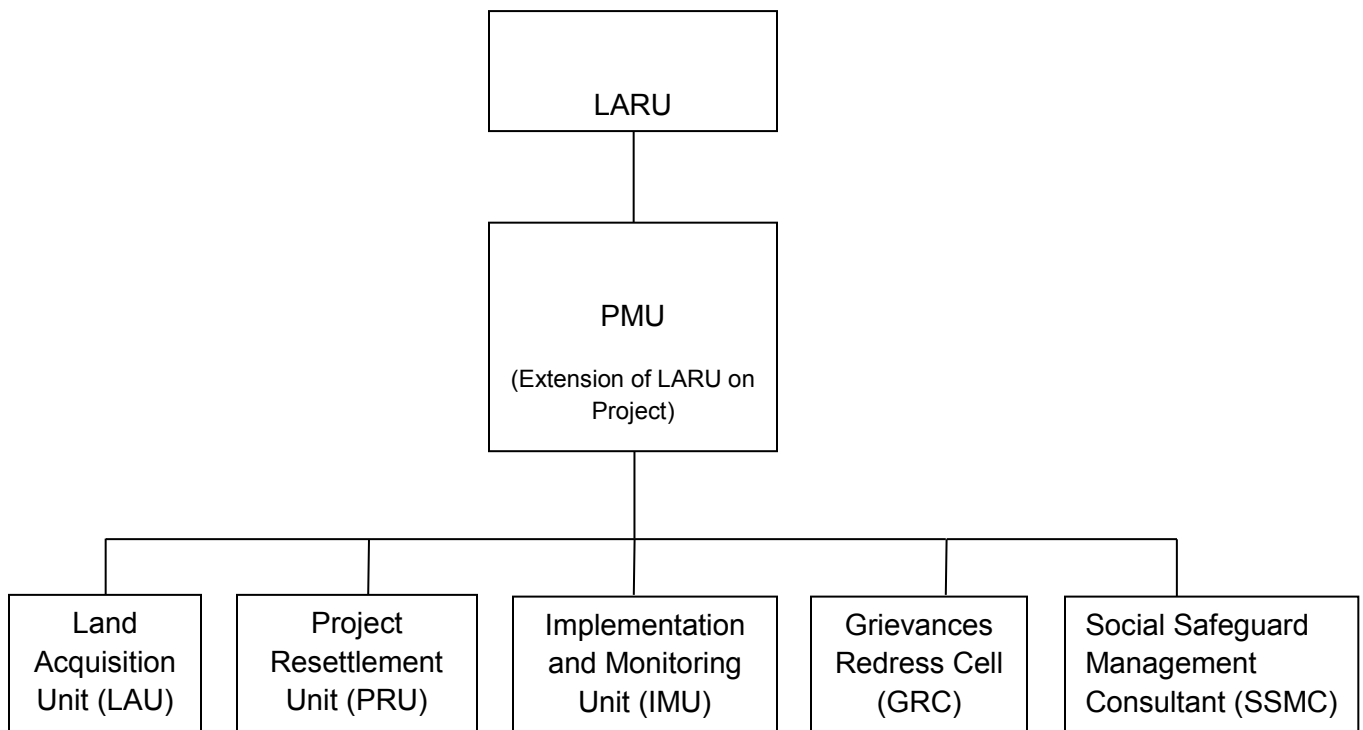 LARU
PMU
(Extension of LARU on
Project)
Land
Acquisition
Unit (LAU)
Project
Resettlement
Unit (PRU)
Implementation
and Monitoring
Unit (IMU)
Grievances
Redress Cell
(GRC)
Social Safeguard
Management
Consultant (SSMC)